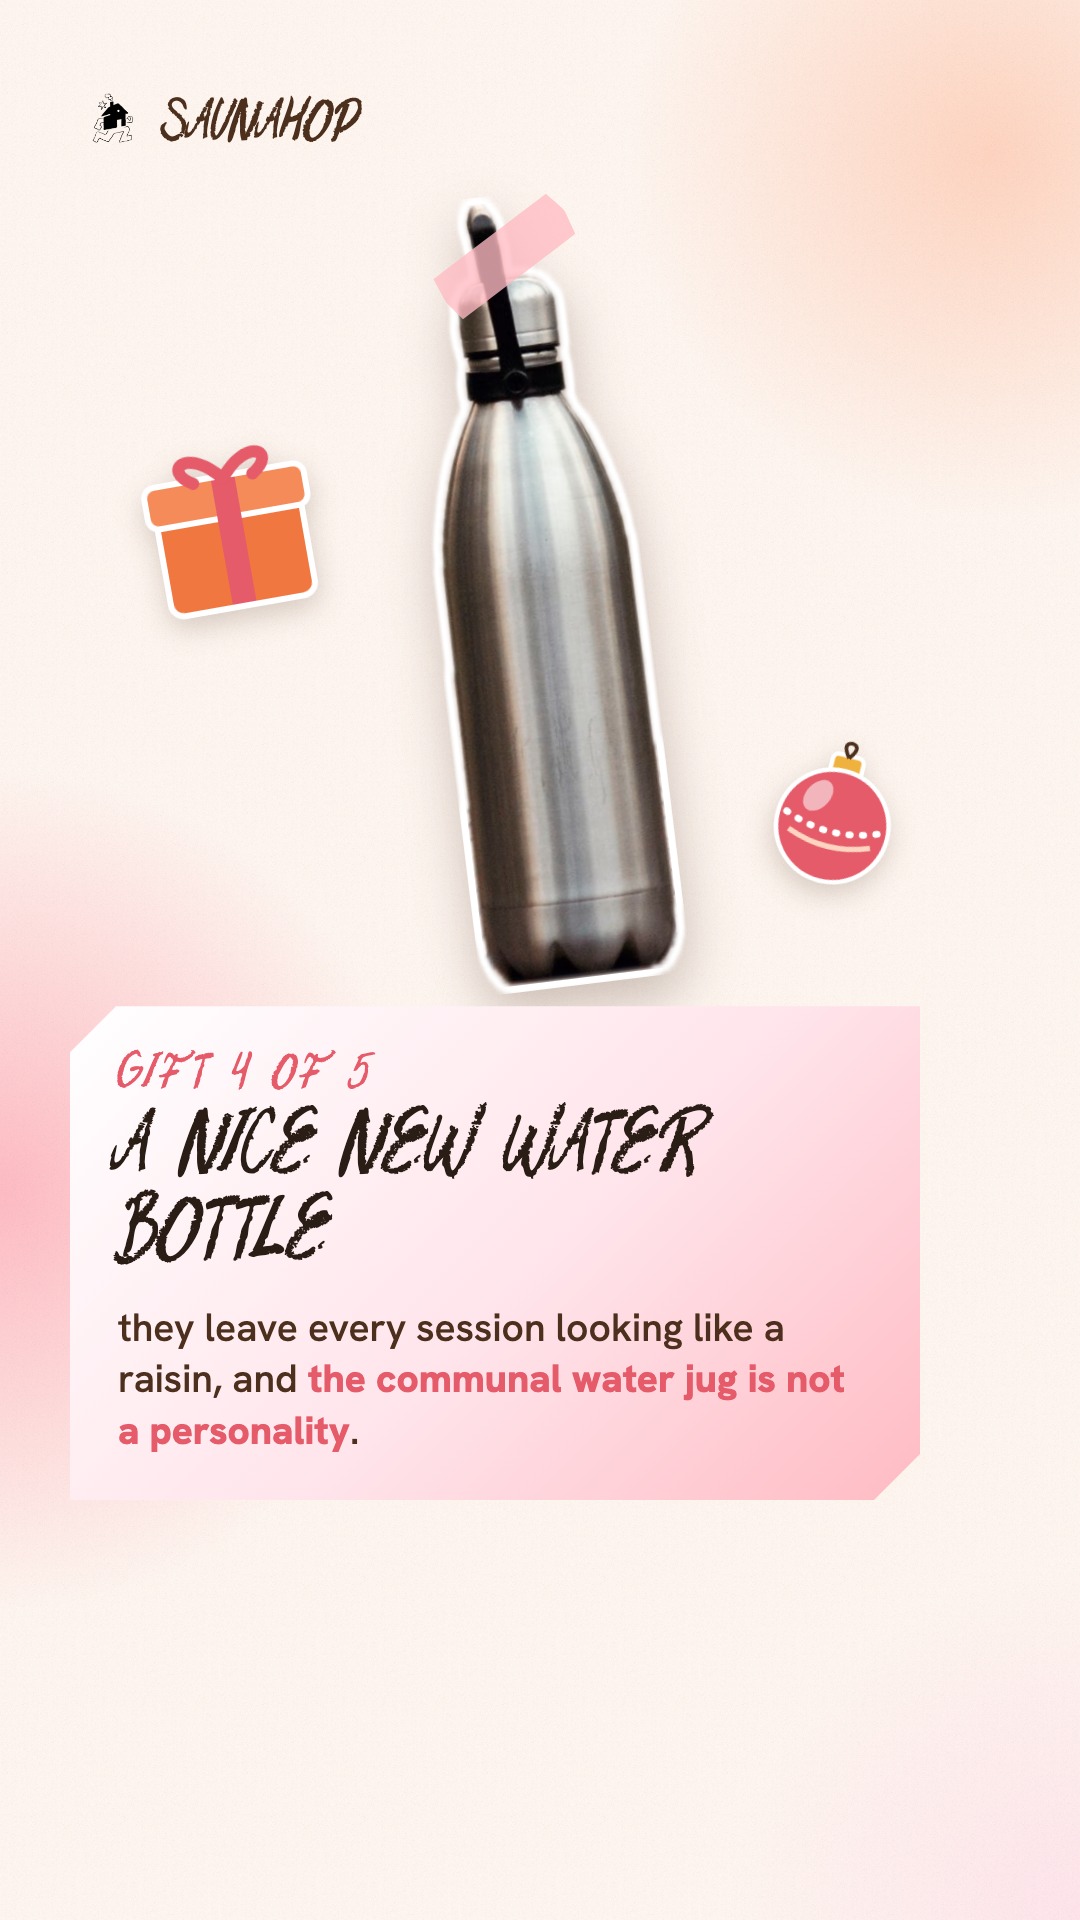 SAUNAHOP
GIFT 4 OF 5
A NICE NEW WATER
BOTTLE
they leave every session looking like a
raisin, and the communal water jug is not
a personality.